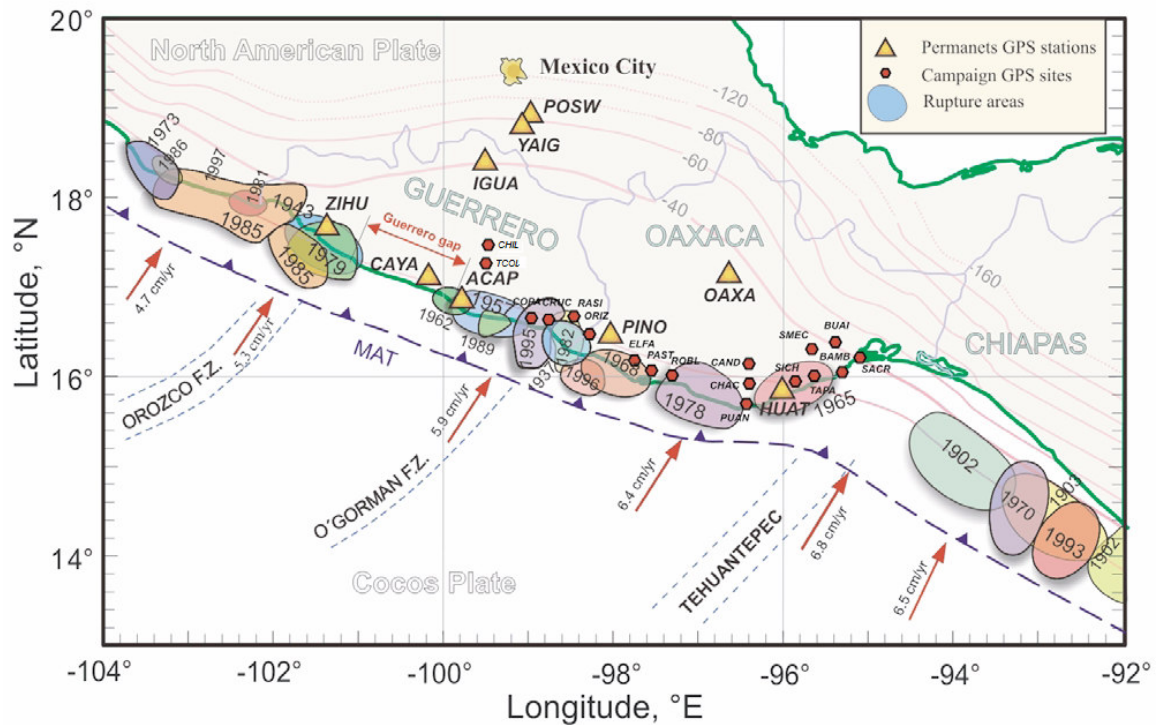 20°
18°
16°
14°
Latitude, °N
-104°
-102°
-100°
-98°
-96°
-94°
-92°
Longitude, °E
North American Plate
Mexico City
Permanets GPS stations
Campaign GPS sites
Rupture areas
POSW
YAIG
IGUA
-120
-80
-60
-40
-160
1973
1986
1997
1981
1985
1943
ZIHU
1979
1985
GUERRERO
Guerrero gap
CHIL
TCOL
CAYA
ACAP
OAXACA
OAXA
CHIAPAS
1962
195
1989
COPA
CRUC
RASI
ORIZ
PINO
ELFA
PAST
ROBL
1995
1982
193
1996
1968
1978
CAND
CHAC
PUAN
SMEC
BUAI
BAMB
SICH
SACR
TAPA
HUAT
1965
1902
1970
1903
1993
1902
MAT
4.7 cm/yr
5.3 cm/yr
5.9 cm/yr
6.4 cm/yr
6.8 cm/yr
6.5 cm/yr
OROZCO F.Z.
O´GORMAN F.Z.
TEHUANTEPEC
Cocos Plate